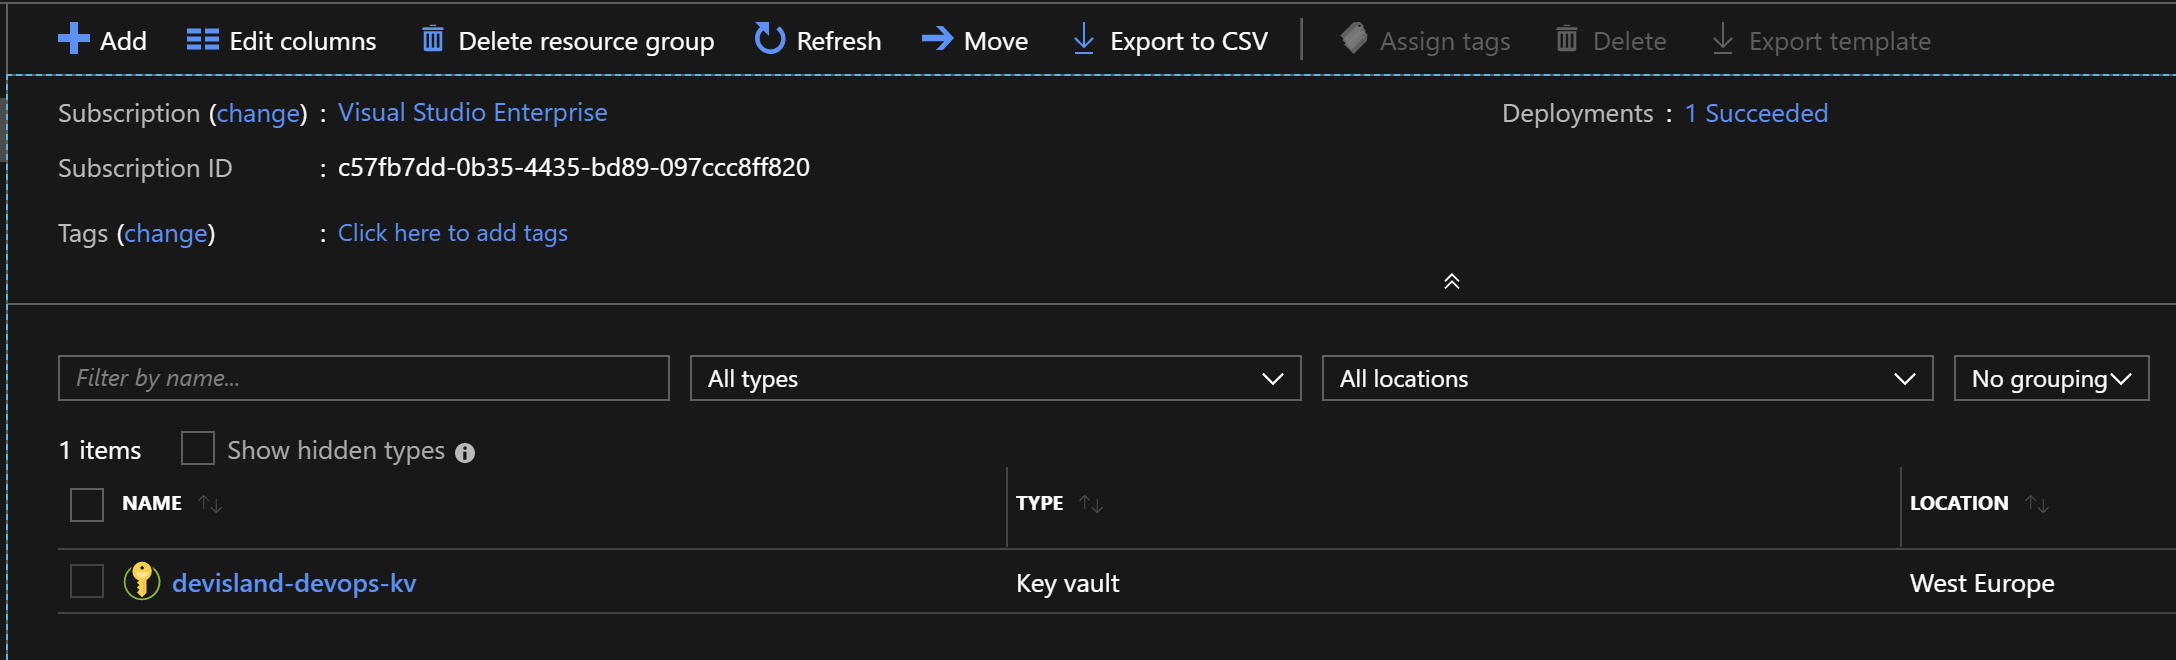 Add Edit columns Delete resource group Refresh Move Export to CSV Assign tags Delete Export template
Subscription (change) : Visual Studio Enterprise Deployments : 1 Succeeded
Subscription ID : c57fb7dd-0b35-4435-bd89-097ccc8ff820
Tags (change) : Click here to add tags
Filter by name... All types All locations No grouping
1 items Show hidden types
NAME TYPE LOCATION
devisland-devops-kv Key vault West Europe